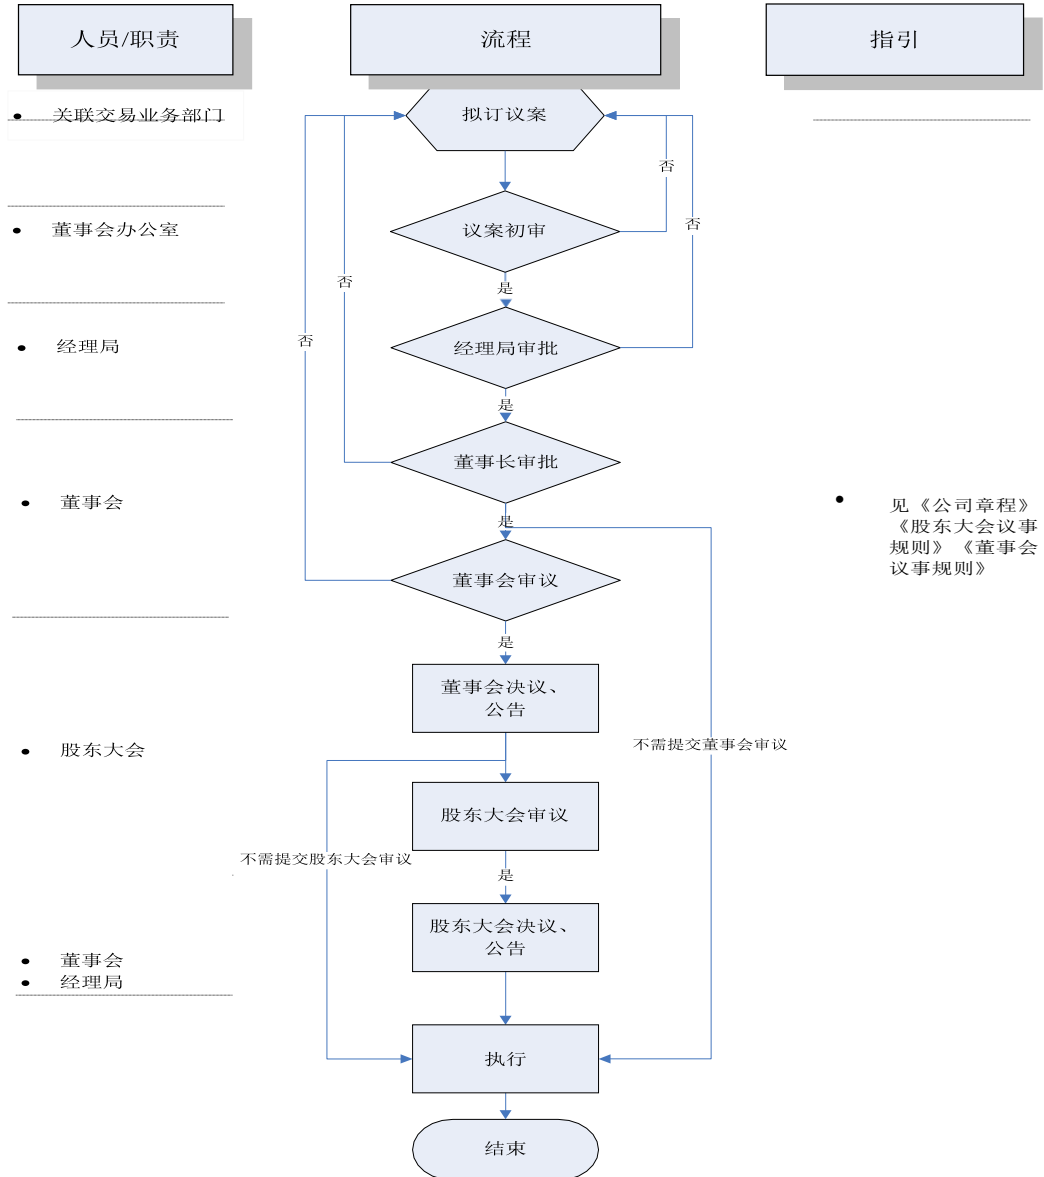 人员/职责
流程
指引
关联交易业务部门
拟订议案
否
董事会办公室
议案初审
否
否
是
否
经理局
经理局审批
是
董事长审批
董事会
是
见《公司章程》
《股东大会议事
规则》《董事会
议事规则》
董事会审议
是
董事会决议、
公告
股东大会
不需提交董事会审议
股东大会审议
不需提交股东大会审议
是
股东大会决议、
公告
董事会
经理局
执行
结束